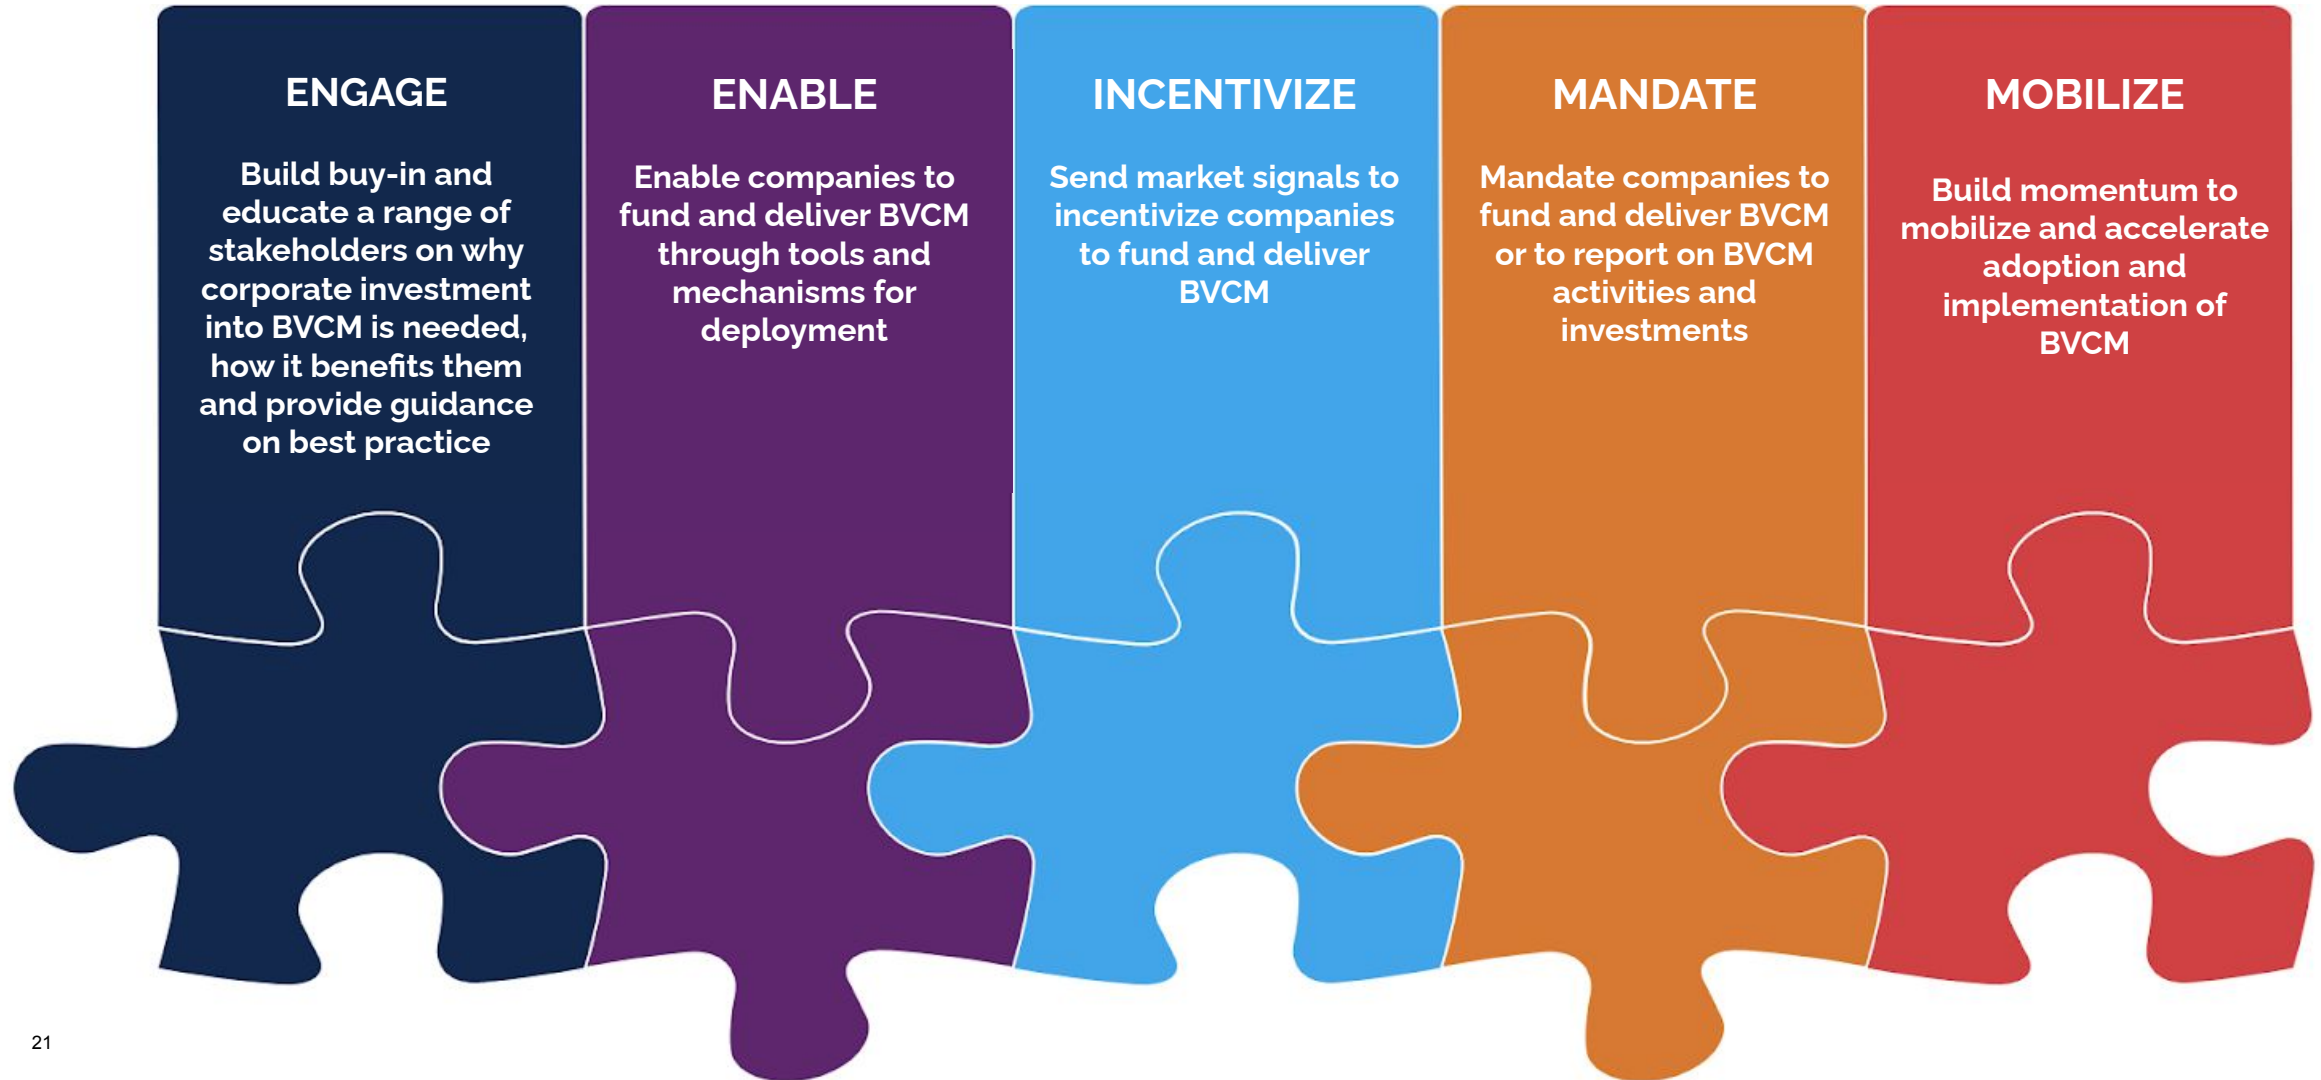 ENGAGE
Build buy-in and
educate a range of
stakeholders on why
corporate investment
into BVCM is needed,
how it benefits them
and provide guidance
on best practice
ENABLE
Enable companies to
fund and deliver BVCM
through tools and
mechanisms for
deployment
INCENTIVIZE
Send market signals to
incentivize companies
to fund and deliver
BVCM
MANDATE
Mandate companies to
fund and deliver BVCM
or to report on BVCM
activities and
investments
MOBILIZE
Build momentum to
mobilize and accelerate
adoption and
implementation of
BVCM
21